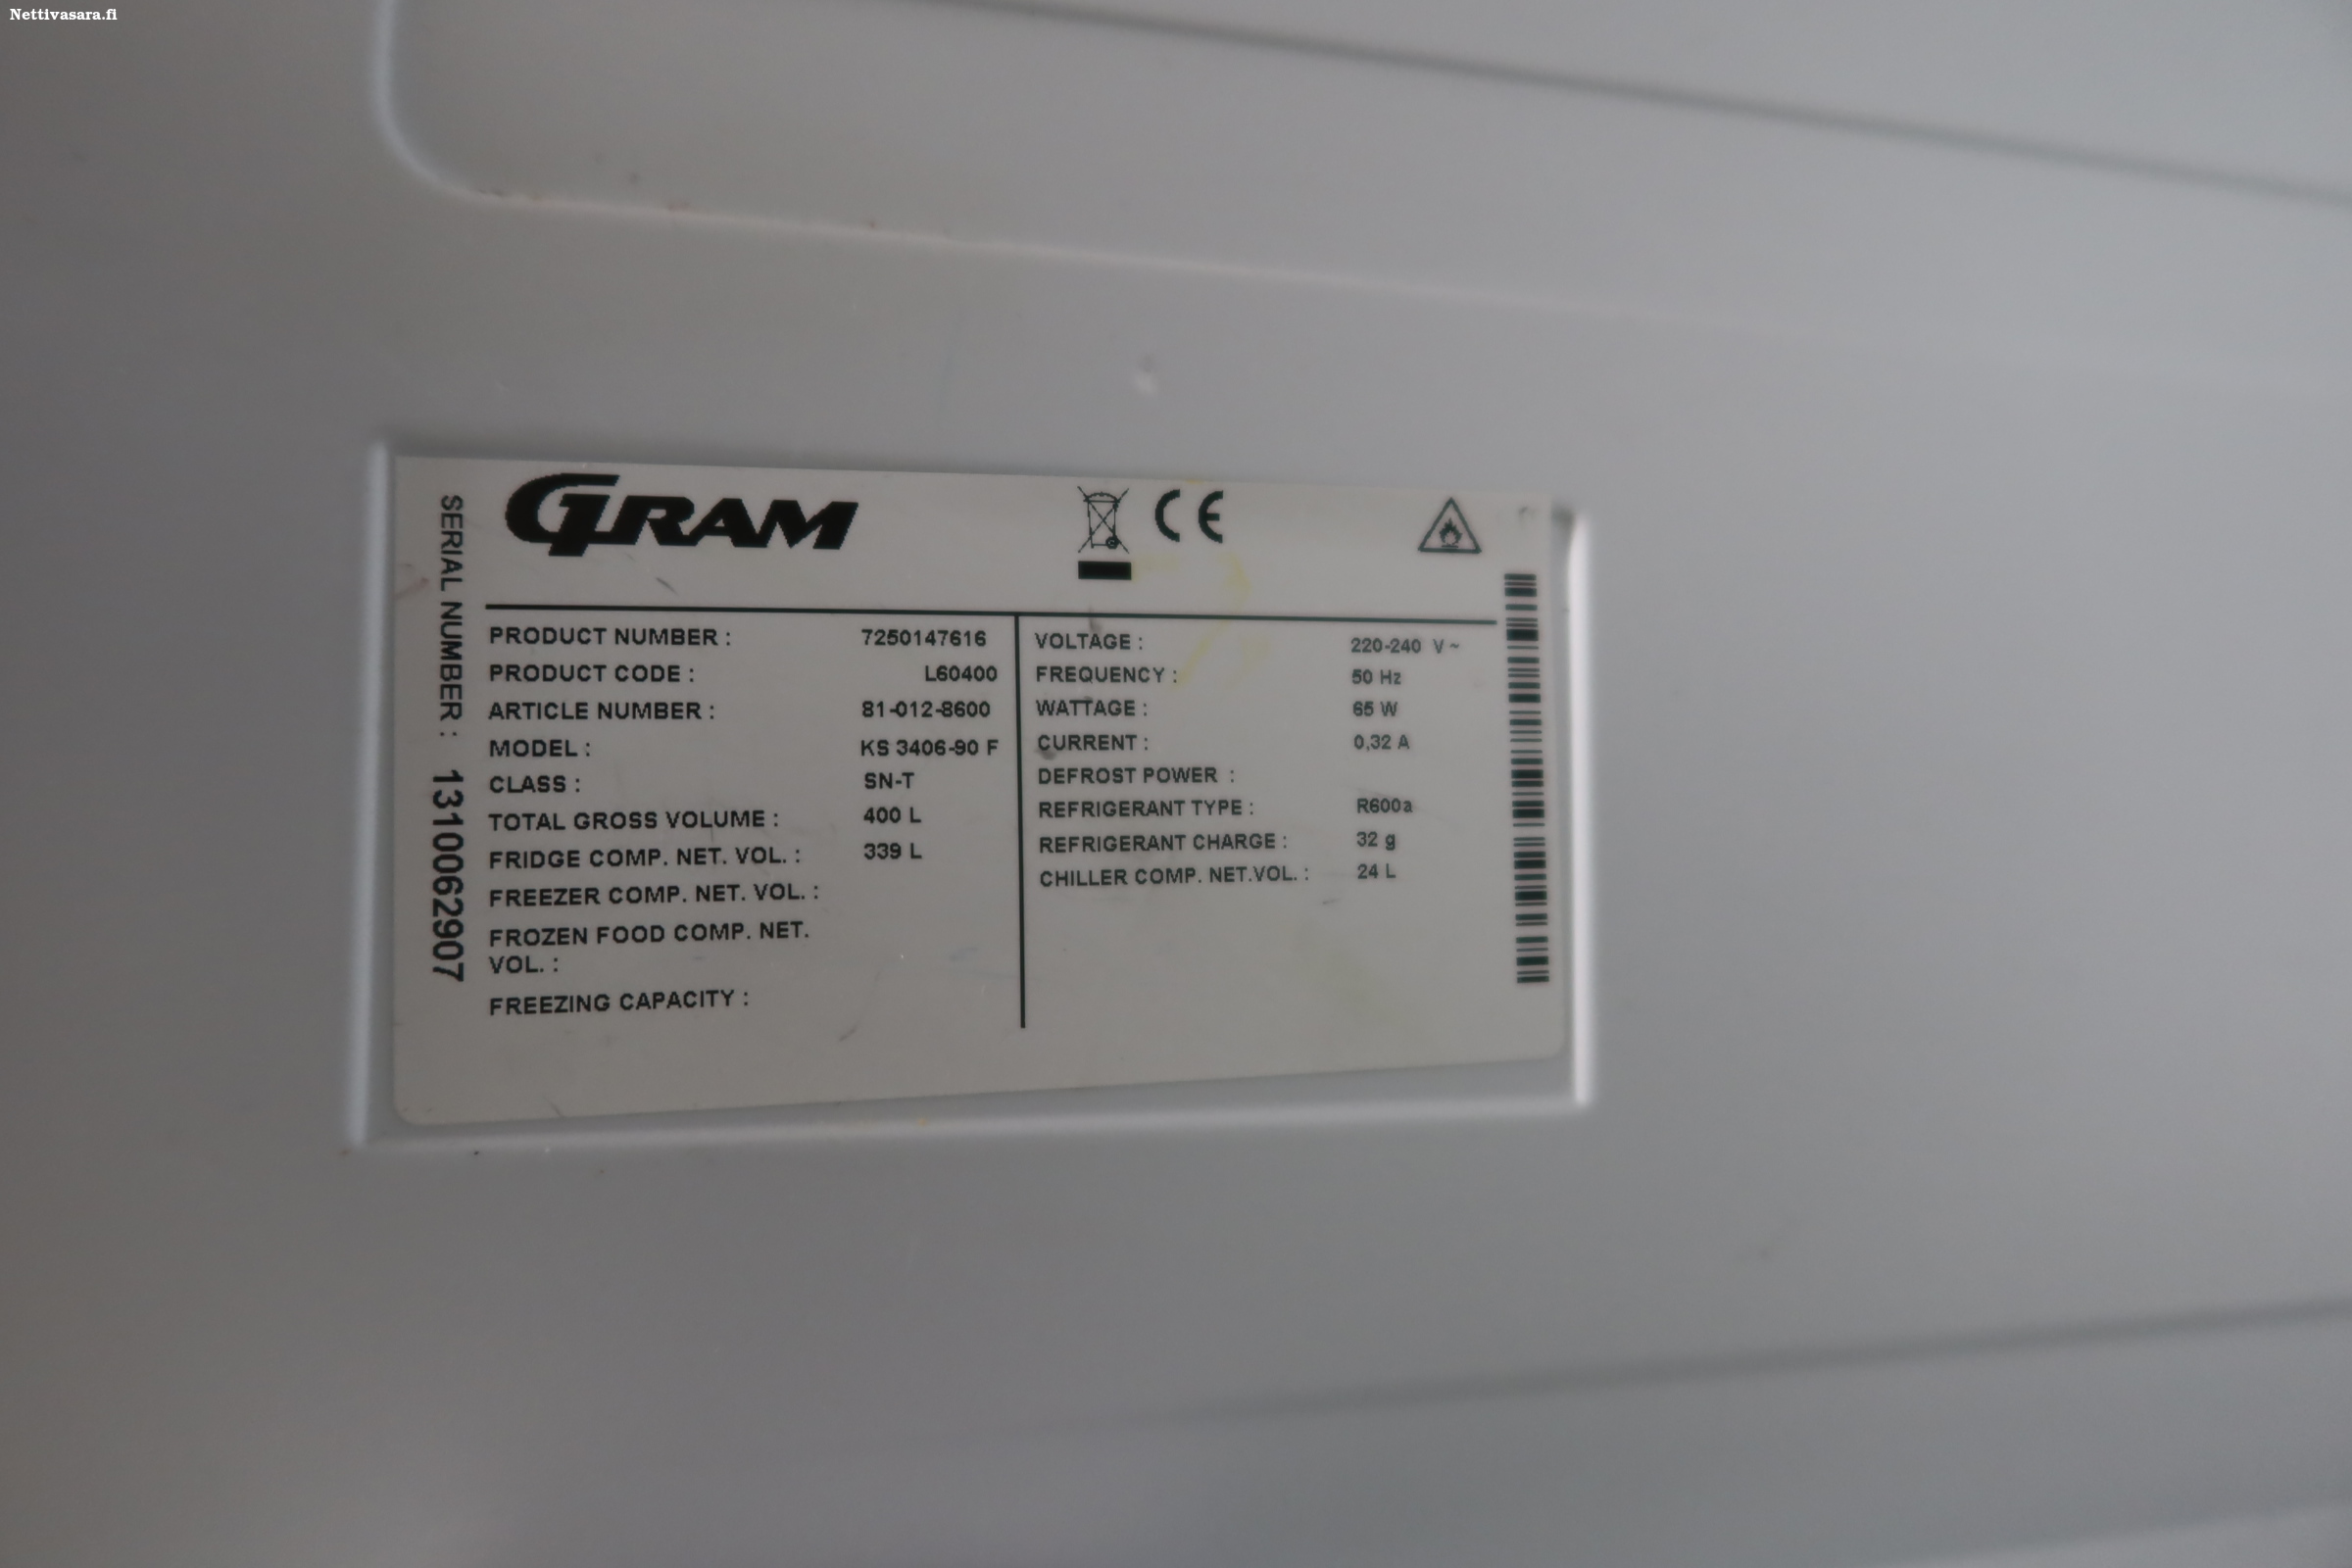 Nettivasara.fi
GRAM
CE
SERIAL NUMBER : 1310062907
PRODUCT NUMBER : 7250147616
PRODUCT CODE : L60400
ARTICLE NUMBER : 81-012-8600
MODEL : KS 3406-90 F
CLASS : SN-T
TOTAL GROSS VOLUME : 400 L
FRIDGE COMP. NET. VOL. : 339 L
FREEZER COMP. NET. VOL. :
FROZEN FOOD COMP. NET.
VOL. :
FREEZING CAPACITY :
VOLTAGE : 220-240 V ~
FREQUENCY : 50 Hz
WATTAGE : 65 W
CURRENT : 0,32 A
DEFROST POWER :
REFRIGERANT TYPE : R600a
REFRIGERANT CHARGE : 32 g
CHILLER COMP. NET.VOL. : 24 L